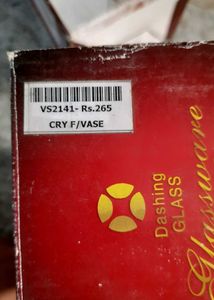 VS2141- Rs.265
CRY F/VASE
Dashing
GLASS
Glassware